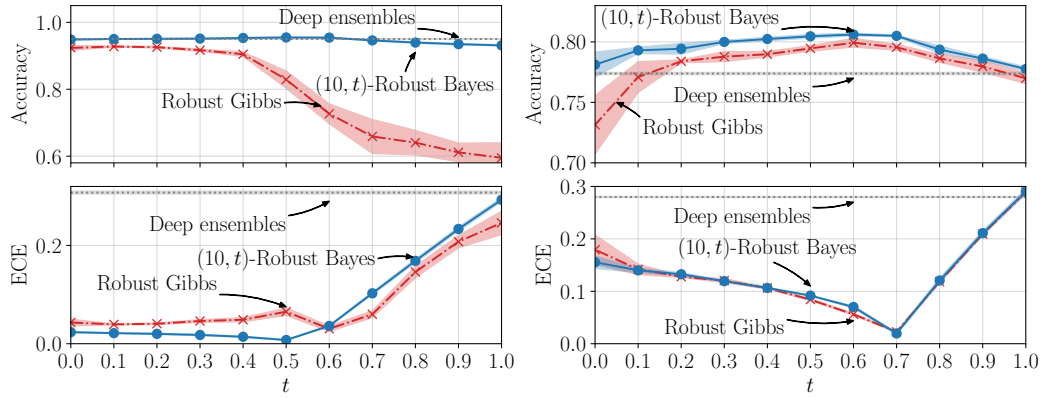 1.0
0.8
0.6
Accuracy
Deep ensembles
(10, t)-Robust Bayes
Robust Gibbs
0.80
0.75
0.70
Accuracy
(10, t)-Robust Bayes
Deep ensembles
Robust Gibbs
0.2
0.0
ECE
Deep ensembles
(10, t)-Robust Bayes
Robust Gibbs
0.0 0.1 0.2 0.3 0.4 0.5 0.6 0.7 0.8 0.9 1.0
t
0.3
0.2
0.1
0.0
ECE
Deep ensembles
(10, t)-Robust Bayes
Robust Gibbs
0.0 0.1 0.2 0.3 0.4 0.5 0.6 0.7 0.8 0.9 1.0
t